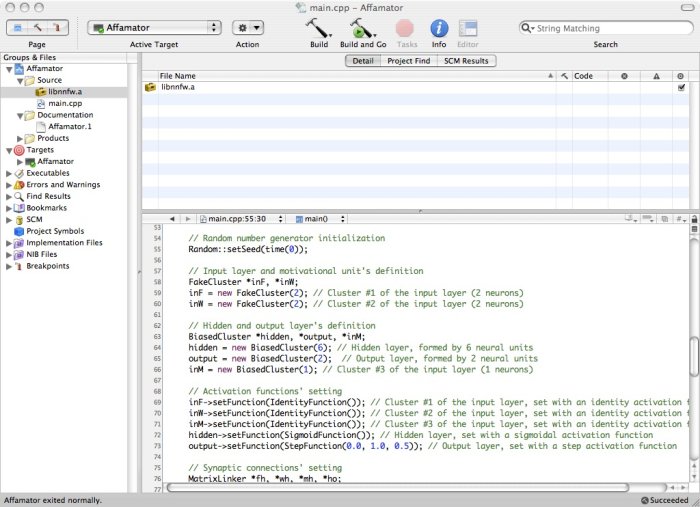 main.cpp – Affamator
Affamator
String Matching
Page
Active Target
Action
Build
Build and Go
Tasks
Info
Editor
Search
Groups & Files
Affamator
Source
libnnfw.a
main.cpp
Documentation
Affamator.1
Products
Targets
Affamator
Executables
Errors and Warnings
Find Results
Bookmarks
SCM
Project Symbols
Implementation Files
NIB Files
Breakpoints
Detail Project Find SCM Results
File Name Code
libnnfw.a
main.cpp:55:30 main()
53
54 // Random number generator initialization
55 Random::setSeed(time(0));
56
57 // Input layer and motivational unit's definition
58 FakeCluster *inF, *inW;
59 inF = new FakeCluster(2); // Cluster #1 of the input layer (2 neurons)
60 inW = new FakeCluster(2); // Cluster #2 of the input layer (2 neurons)
61
62 // Hidden and output layer's definition
63 BiasedCluster *hidden, *output, *inM;
64 hidden = new BiasedCluster(6); // Hidden layer, formed by 6 neural units
65 output = new BiasedCluster(2); // Output layer, formed by 2 neural units
66 inM = new BiasedCluster(1); // Cluster #3 of the input layer (1 neurons)
67
68 // Activation functions' setting
69 inF->setFunction(IdentityFunction()); // Cluster #1 of the input layer, set with an identity activation f
70 inW->setFunction(IdentityFunction()); // Cluster #2 of the input layer, set with an identity activation
71 inM->setFunction(IdentityFunction()); // Cluster #3 of the input layer, set with an identity activation f
72 hidden->setFunction(SigmoidFunction()); // Hidden layer, set with a sigmoidal activation function
73 output->setFunction(StepFunction(0.0, 1.0, 0.5)); // Output layer, set with a step activation function
74
75 // Synaptic connections' setting
76 MatrixLinker *fh, *wh, *mh, *ho;
77
Affamator exited normally.
Succeeded